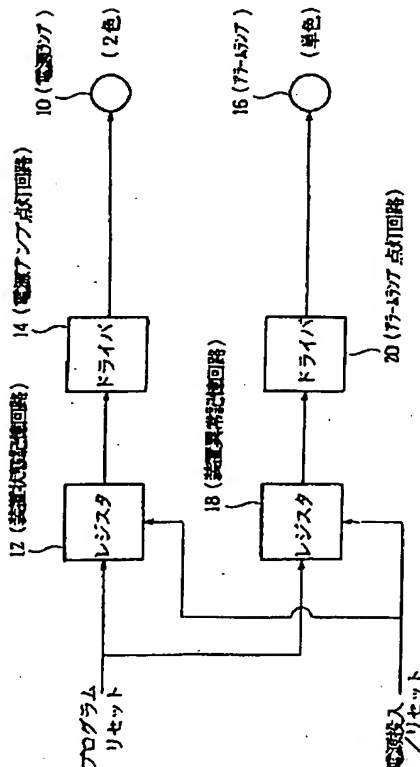 10 (電源ランプ)
(2色)
14 (電源アンプ点灯回路)
ドライバ
12 (装置状態記憶回路)
レジスタ
プログラム
リセット
16 (アラームランプ)
(単色)
20 (アラームランプ点灯回路)
ドライバ
18 (装置異常記憶回路)
レジスタ
電源投入
/リセット